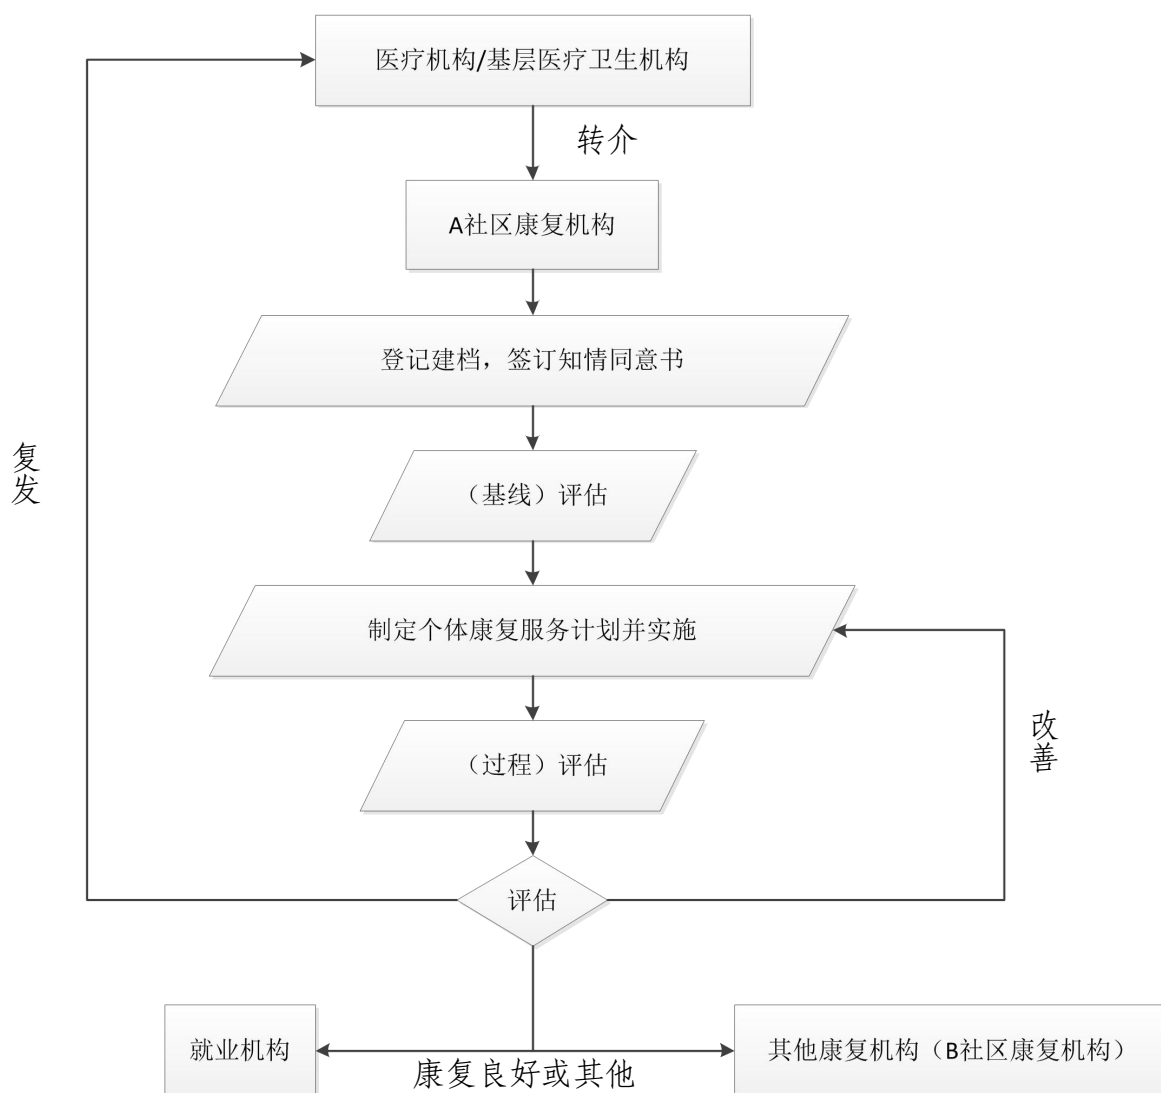 医疗机构/基层医疗卫生机构
转介
A社区康复机构
登记建档，签订知情同意书
复发
（基线）评估
制定个体康复服务计划并实施
改善
（过程）评估
评估
就业机构
康复良好或其他
其他康复机构（B社区康复机构）